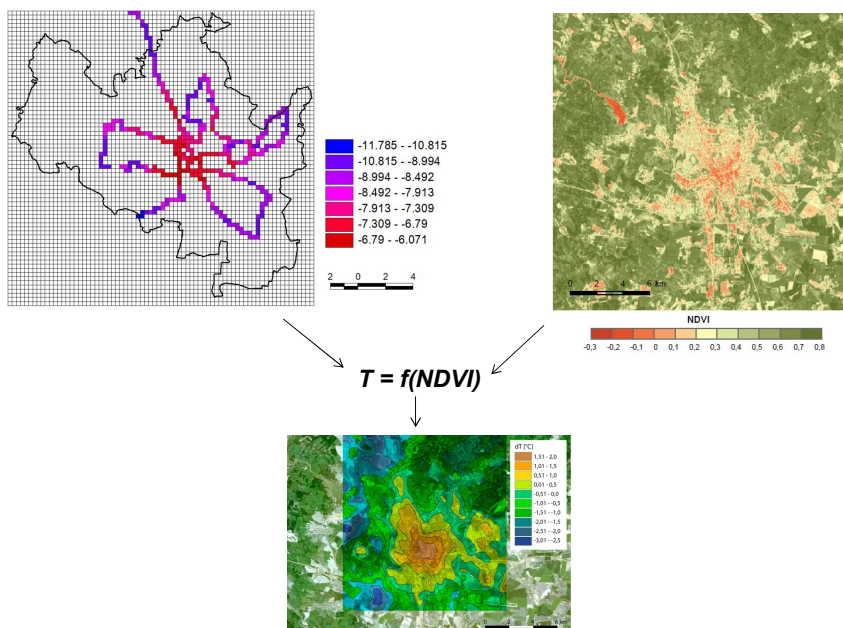 -11.785 - -10.815
-10.815 - -8.994
-8.994 - -8.492
-8.492 - -7.913
-7.913 - -7.309
-7.309 - -6.79
-6.79 - -6.071
2 0 2 4
0 2 4 6 km
NDVI
-0,3 -0,2 -0,1 0 0,1 0,2 0,3 0,4 0,5 0,6 0,7 0,8
T = f(NDVI)
dT [°C]
1,51 - 2,0
1,01 - 1,5
0,51 - 1,0
0,01 - 0,5
-0,51 - 0,0
-1,01 - -0,5
-1,51 - -1,0
-2,01 - -1,5
-2,51 - -2,0
-3,01 - -2,5
0 2 4 6 km